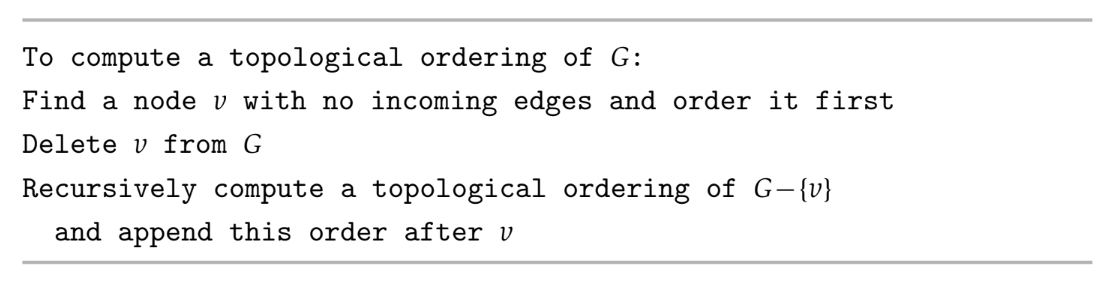 To compute a topological ordering of G:
Find a node v with no incoming edges and order it first
Delete v from G
Recursively compute a topological ordering of G−{v}
and append this order after v